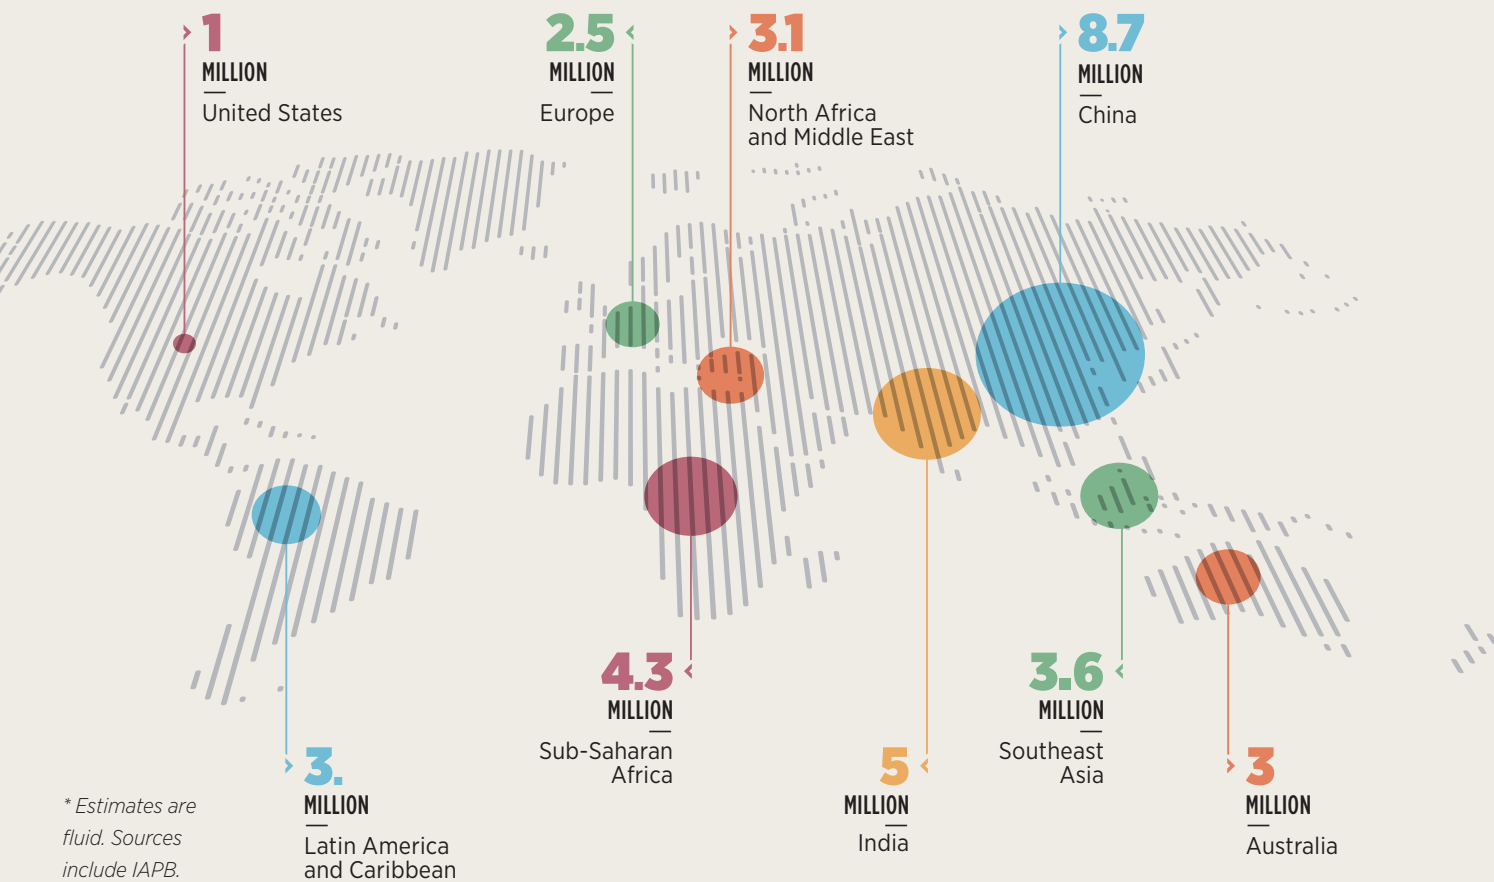 1
MILLION
United States
2.5
MILLION
Europe
3.1
MILLION
North Africa
and Middle East
8.7
MILLION
China
4.3
MILLION
Sub-Saharan
Africa
3.6
MILLION
Southeast
Asia
3.
MILLION
Latin America
and Caribbean
5
MILLION
India
3
MILLION
Australia
* Estimates are
fluid. Sources
include IAPB.